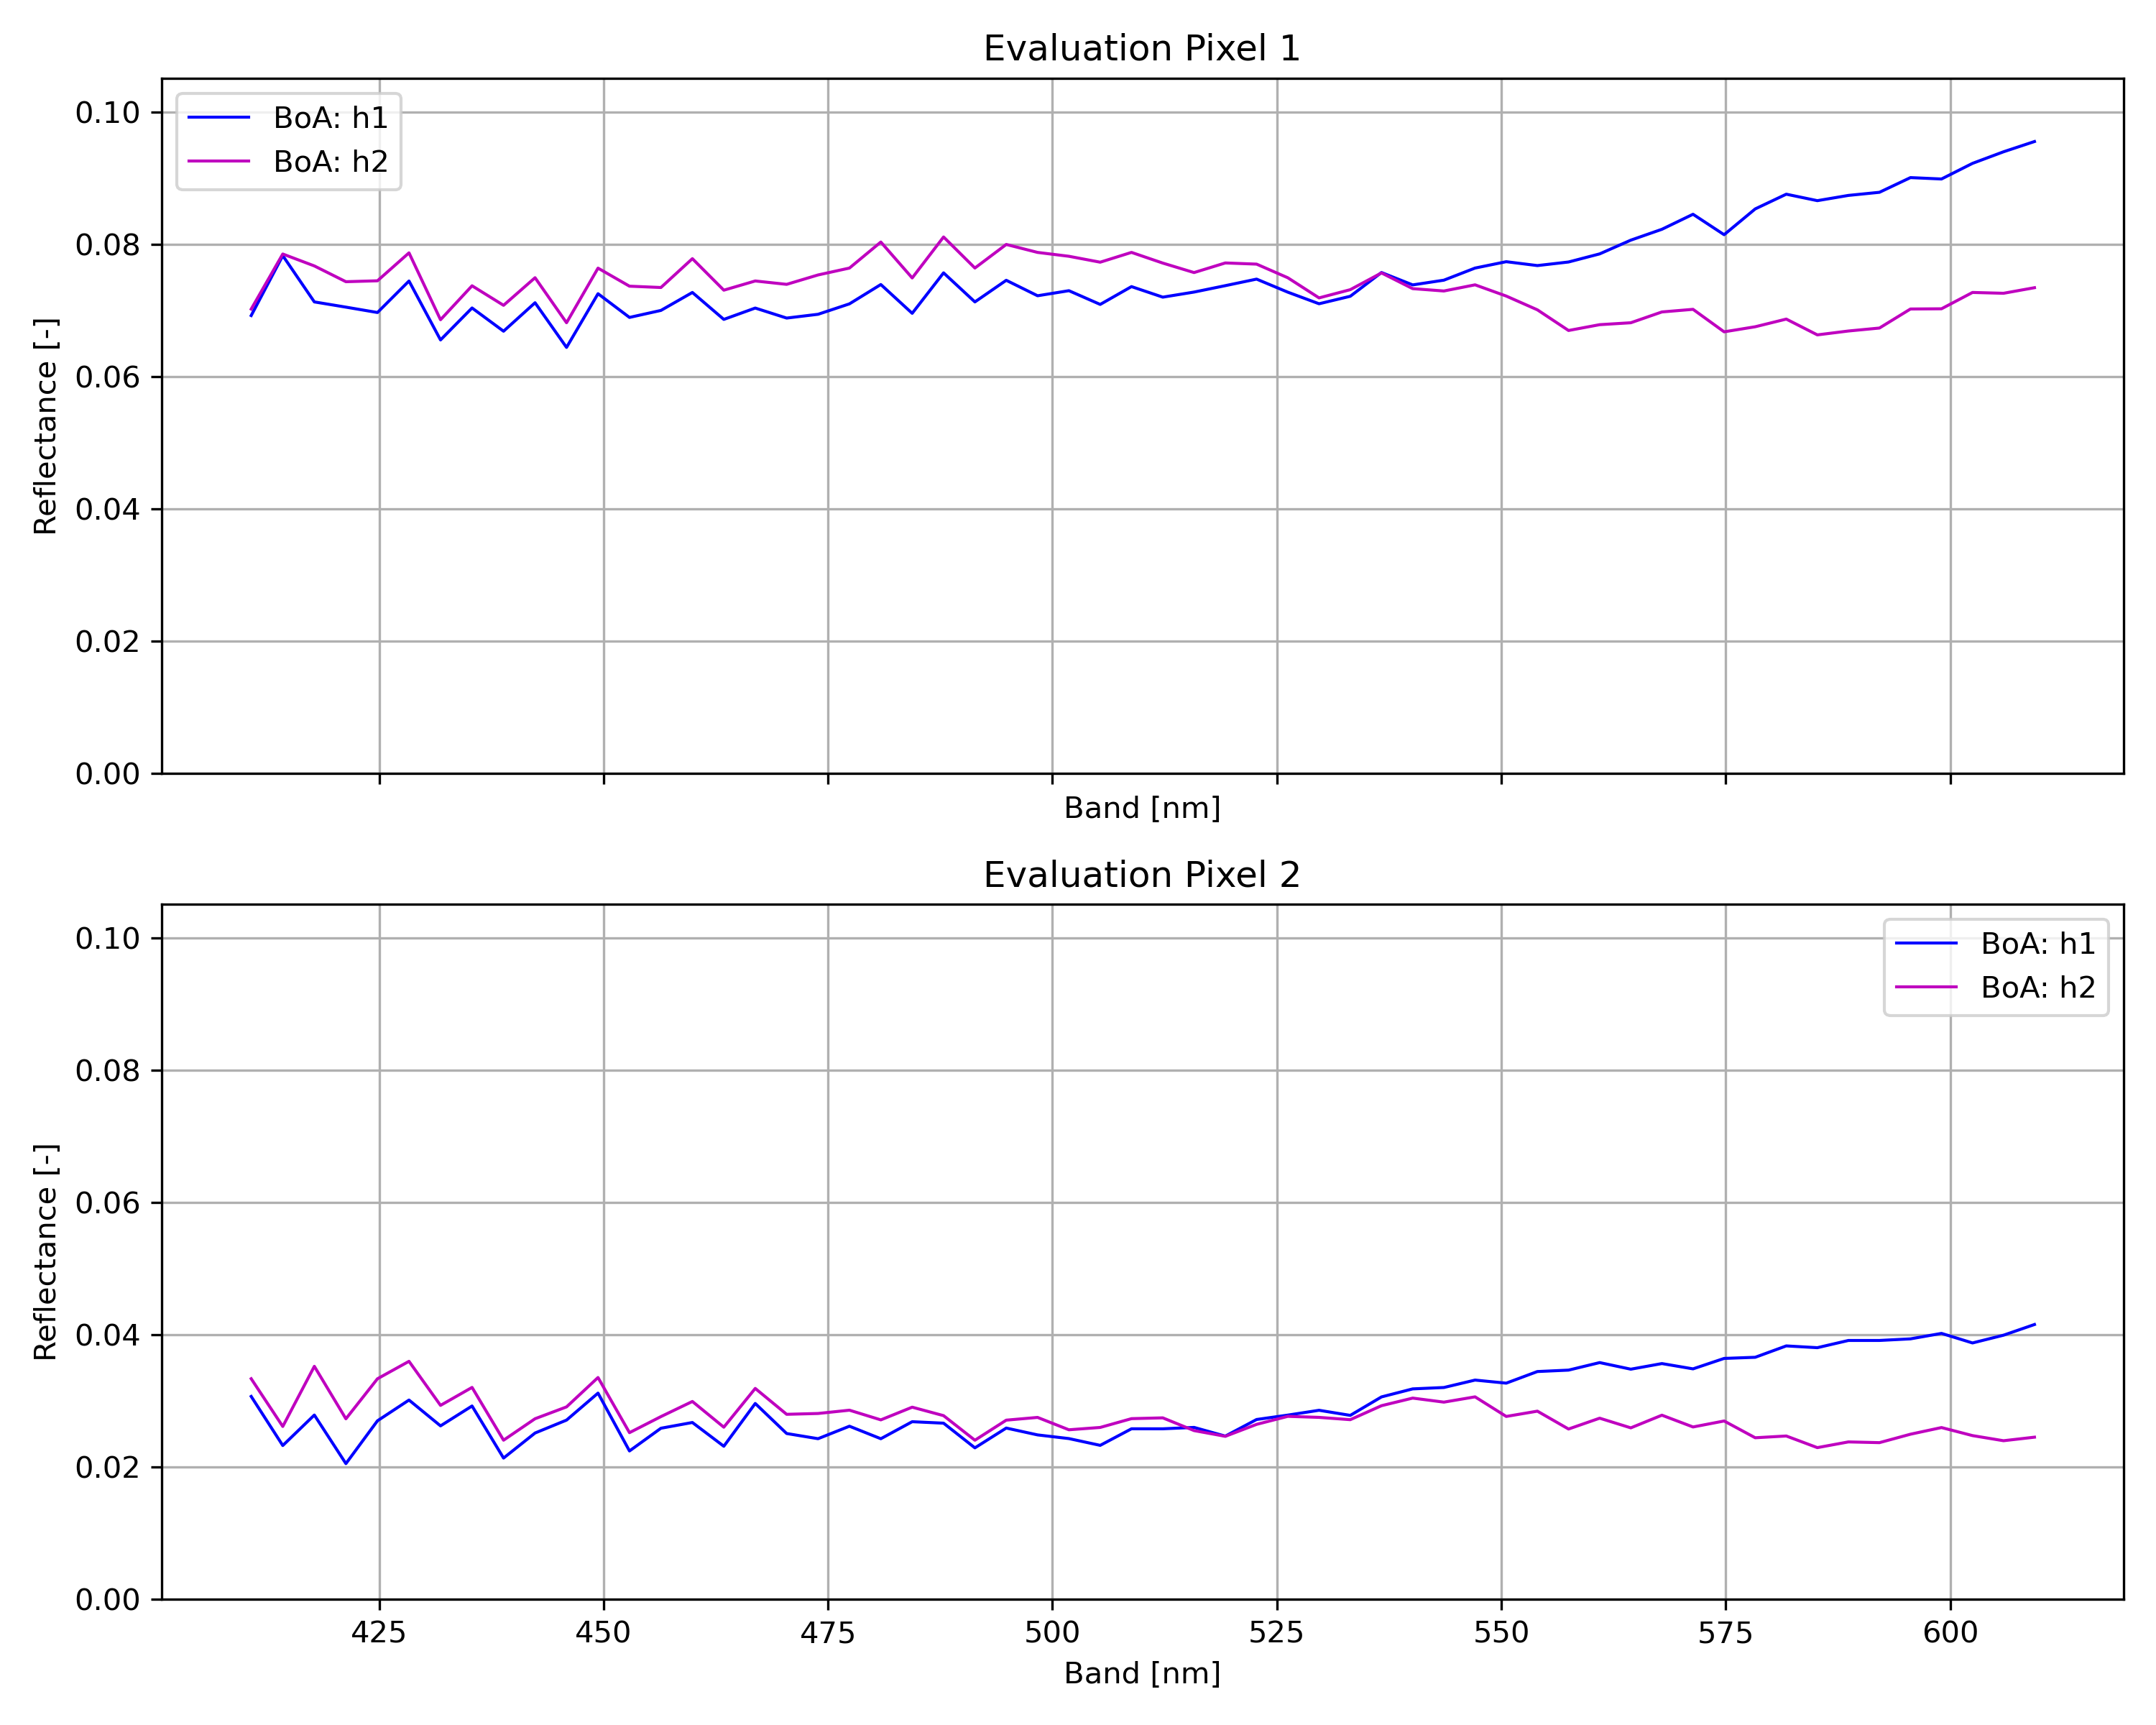 Evaluation Pixel 1
BoA: h1
BoA: h2
0.10
0.08
0.06
0.04
0.02
0.00
Reflectance [-]
Band [nm]
Evaluation Pixel 2
BoA: h1
BoA: h2
0.10
0.08
0.06
0.04
0.02
0.00
Reflectance [-]
425 450 475 500 525 550 575 600
Band [nm]